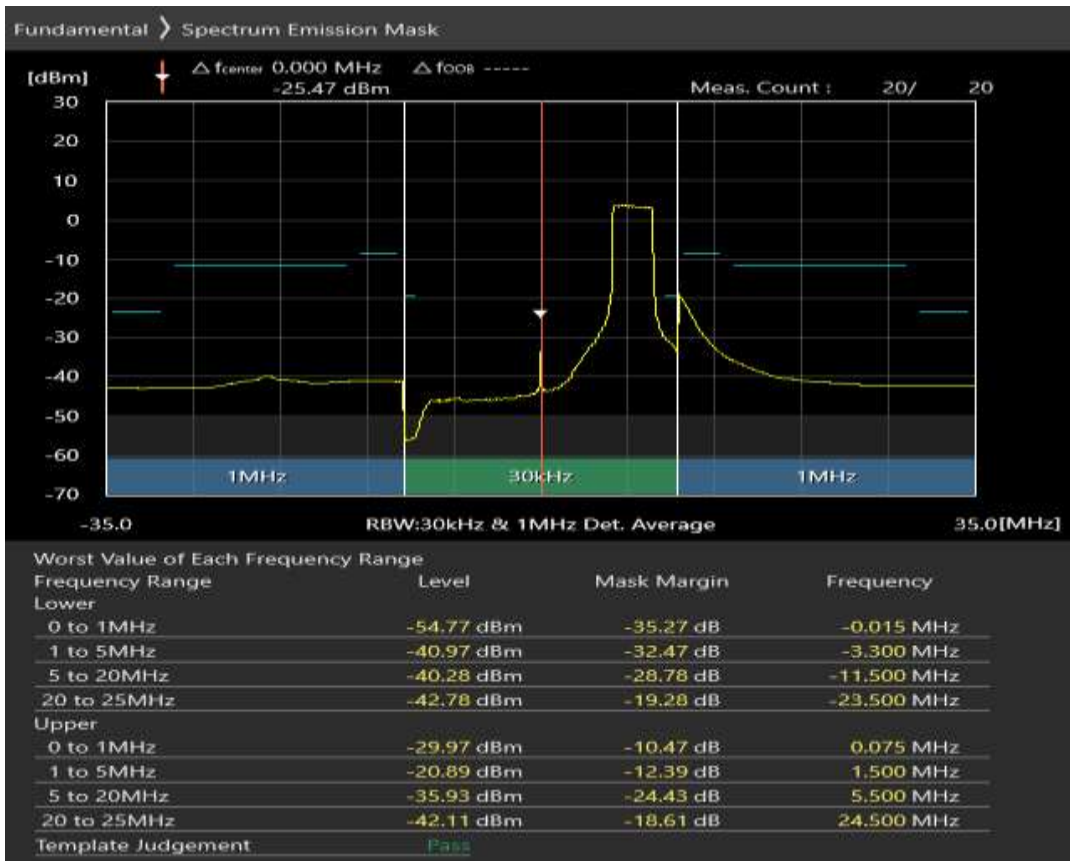 Fundamental ❯ Spectrum Emission Mask
[dBm] △ fcenter 0.000 MHz △ fOOB -----
-25.47 dBm Meas. Count : 20/ 20
30
20
10
0
-10
-20
-30
-40
-50
-60
1MHz 30kHz 1MHz
-70
-35.0 RBW:30kHz & 1MHz Det. Average 35.0[MHz]
Worst Value of Each Frequency Range
Frequency Range Level Mask Margin Frequency
Lower
0 to 1MHz -54.77 dBm -35.27 dB -0.015 MHz
1 to 5MHz -40.97 dBm -32.47 dB -3.300 MHz
5 to 20MHz -40.28 dBm -28.78 dB -11.500 MHz
20 to 25MHz -42.78 dBm -19.28 dB -23.500 MHz
Upper
0 to 1MHz -29.97 dBm -10.47 dB 0.075 MHz
1 to 5MHz -20.89 dBm -12.39 dB 1.500 MHz
5 to 20MHz -35.93 dBm -24.43 dB 5.500 MHz
20 to 25MHz -42.11 dBm -18.61 dB 24.500 MHz
Template Judgement Pass